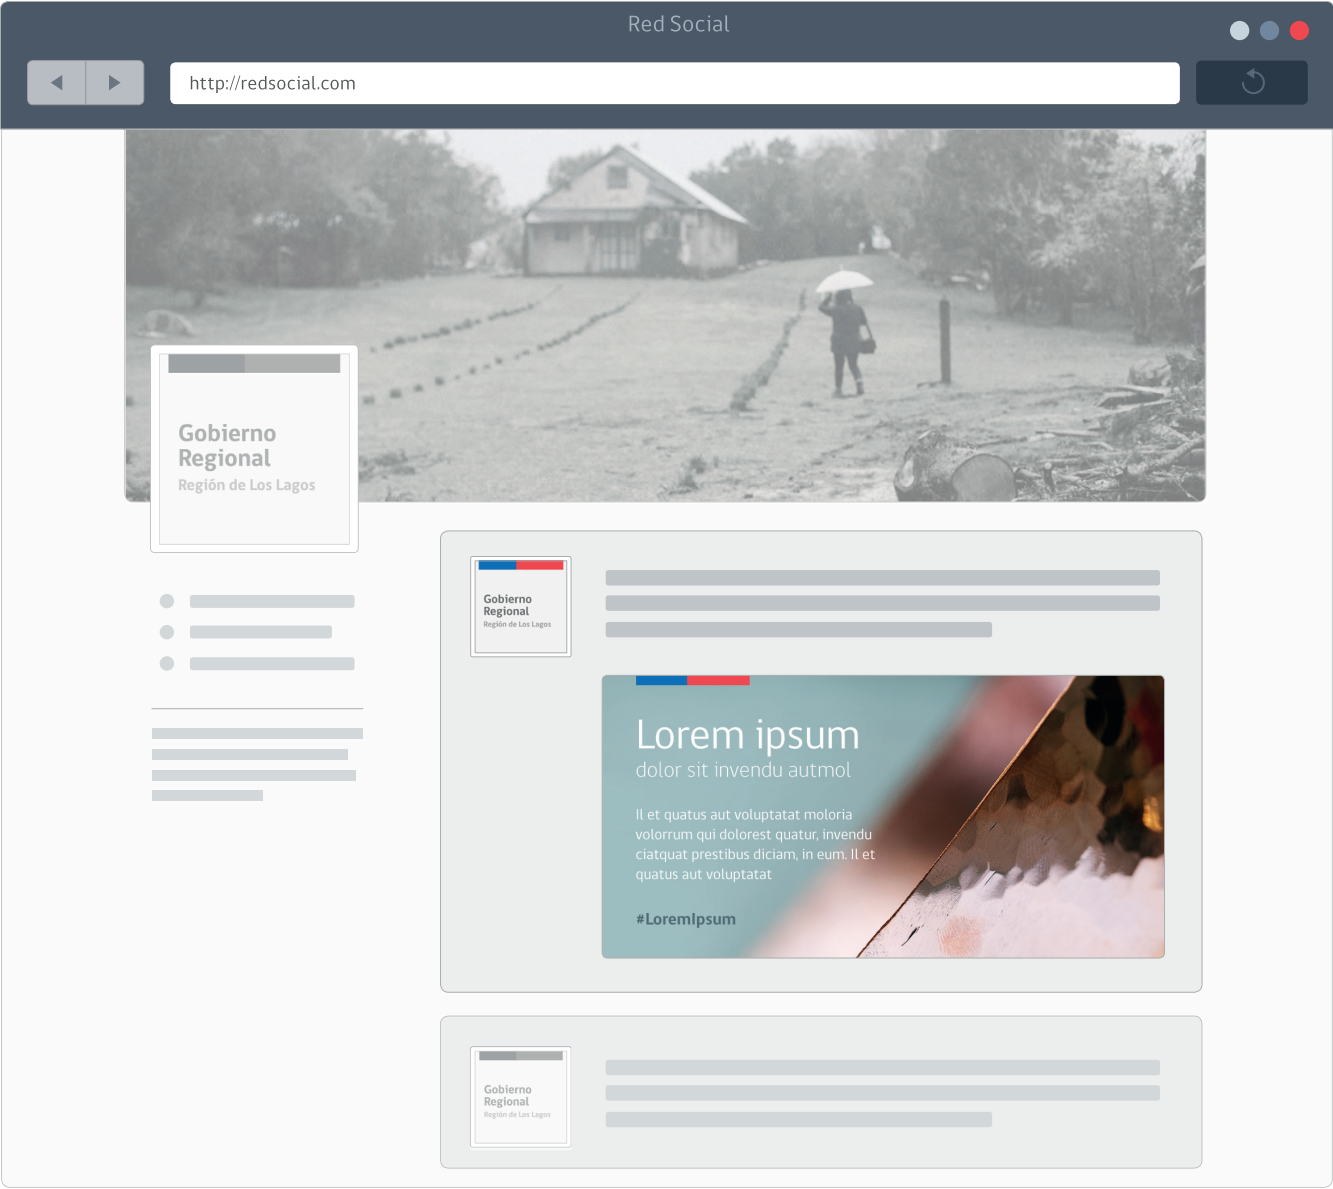 Red Social
http://redsocial.com
Gobierno
Regional
Región de Los Lagos
Gobierno
Regional
Región de Los Lagos
Lorem ipsum
dolor sit invendu autmol
Il et quatus aut voluptatat moloria
volorrum qui dolorest quatur, invendu
ciatquat prestibus diciam, in eum. Il et
quatus aut voluptatat
#LoremIpsum
Gobierno
Regional
Región de Los Lagos